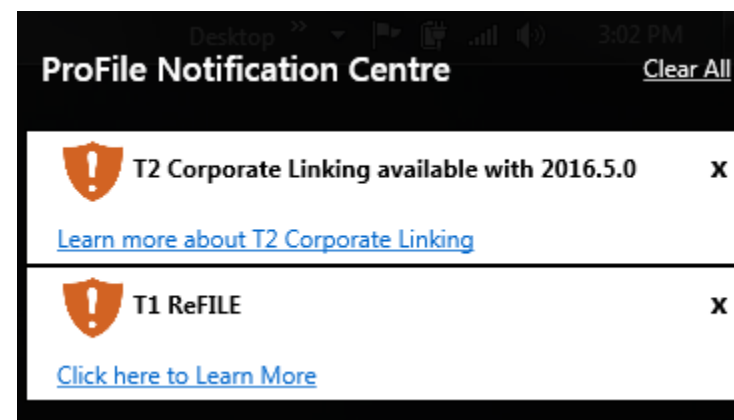 Desktop » 3:02 PM
ProFile Notification Centre Clear All
T2 Corporate Linking available with 2016.5.0 x
Learn more about T2 Corporate Linking
T1 ReFILE x
Click here to Learn More